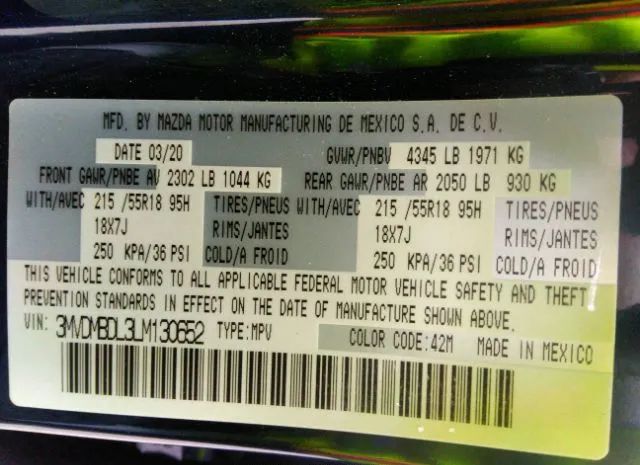 MFD. BY MAZDA MOTOR MANUFACTURING DE MEXICO S.A. DE C.V.
DATE 03/20 GVWR/PNBV 4345 LB 1971 KG
FRONT GAWR/PNBE AV 2302 LB 1044 KG REAR GAWR/PNBE AR 2050 LB 930 KG
WITH/AVEC 215 /55R18 95H TIRES/PNEUS WITH/AVEC 215 /55R18 95H TIRES/PNEUS
18X7J RIMS/JANTES 18X7J RIMS/JANTES
250 KPA/36 PSI COLD/A FROID 250 KPA/36 PSI COLD/A FROID
THIS VEHICLE CONFORMS TO ALL APPLICABLE FEDERAL MOTOR VEHICLE SAFETY AND THEFT
PREVENTION STANDARDS IN EFFECT ON THE DATE OF MANUFACTURE SHOWN ABOVE.
VIN: 3MVDMBDL3LM130652 TYPE:MPV COLOR CODE:42M MADE IN MEXICO